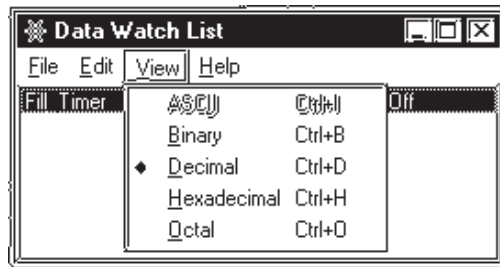 Data Watch List
File Edit View Help
Fill Timer Off
ASCII Ctrl+I
Binary Ctrl+B
Decimal Ctrl+D
Hexadecimal Ctrl+H
Octal Ctrl+O